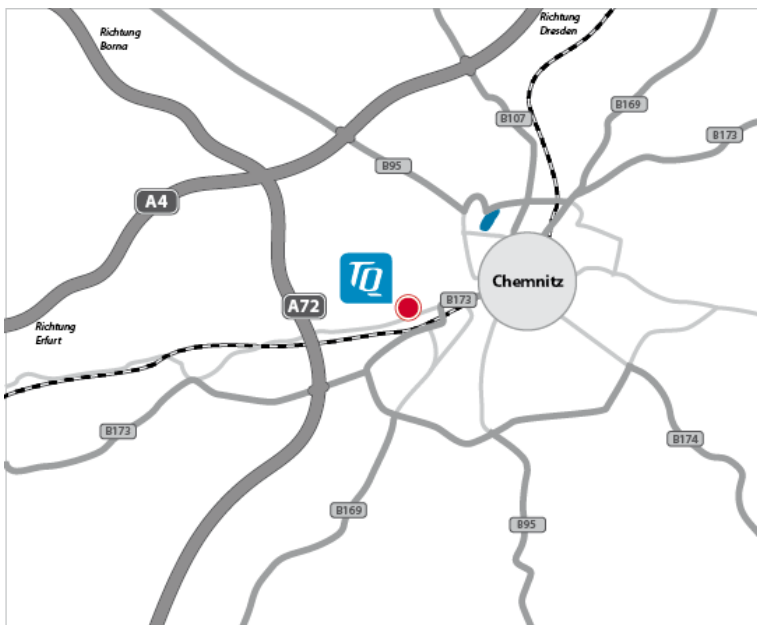 Richtung
Borna
Richtung
Dresden
B107
B169
B173
B95
A4
TQ
Chemnitz
A72
B173
Richtung
Erfurt
B173
B174
B169
B95